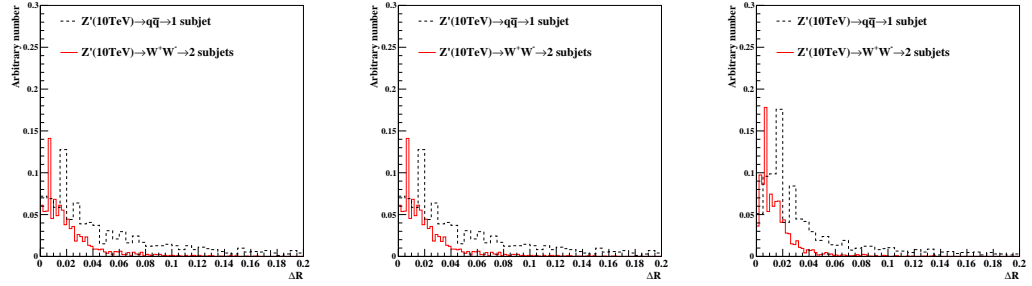 Arbitrary number
Z'(10TeV)→qq̅→1 subjet
Z'(10TeV)→W⁺W⁻→2 subjets
0.3
0.25
0.2
0.15
0.1
0.05
0
0 0.02 0.04 0.06 0.08 0.1 0.12 0.14 0.16 0.18 0.2
ΔR
Arbitrary number
Z'(10TeV)→qq̅→1 subjet
Z'(10TeV)→W⁺W⁻→2 subjets
0.3
0.25
0.2
0.15
0.1
0.05
0
0 0.02 0.04 0.06 0.08 0.1 0.12 0.14 0.16 0.18 0.2
ΔR
Arbitrary number
Z'(10TeV)→qq̅→1 subjet
Z'(10TeV)→W⁺W⁻→2 subjets
0.3
0.25
0.2
0.15
0.1
0.05
0
0 0.02 0.04 0.06 0.08 0.1 0.12 0.14 0.16 0.18 0.2
ΔR